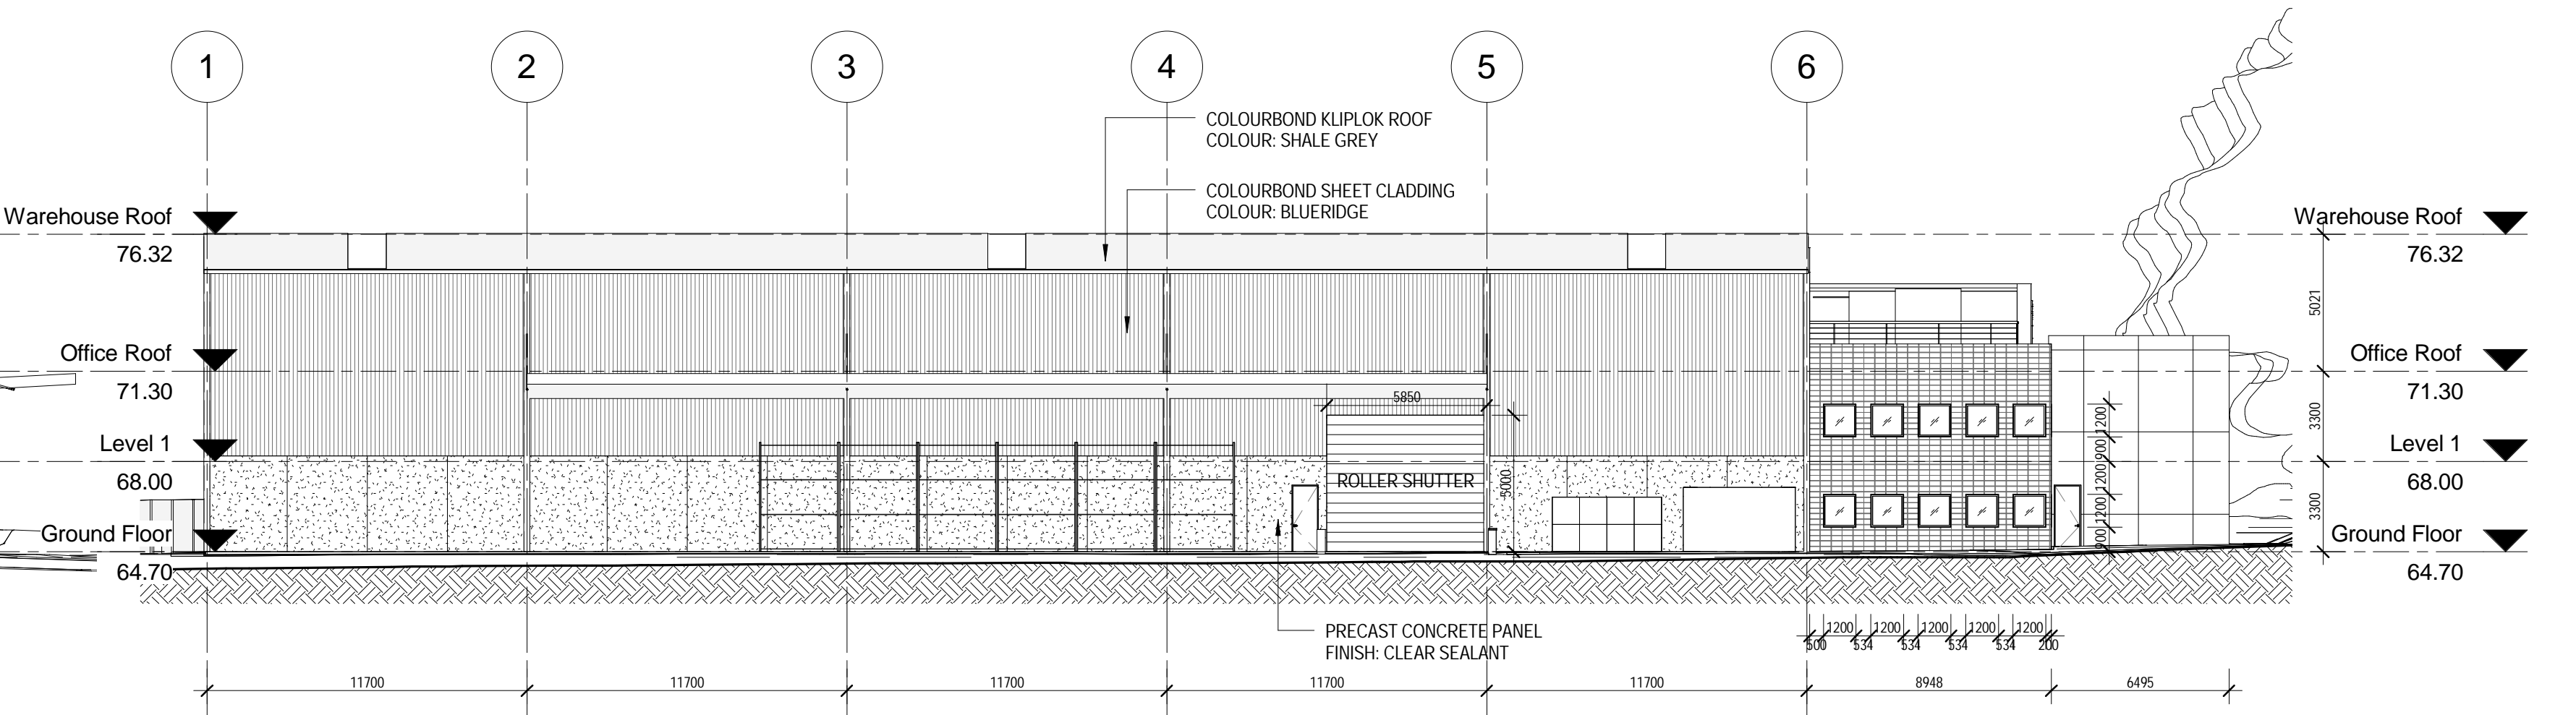 1 2 3 4 5 6
COLOURBOND KLIPLOK ROOF
COLOUR: SHALE GREY
COLOURBOND SHEET CLADDING
COLOUR: BLUERIDGE
Warehouse Roof
76.32
Office Roof
71.30
Level 1
68.00
Ground Floor
64.70
5850
ROLLER SHUTTER
5000
1200
900
1200
1200
900
Warehouse Roof
76.32
Office Roof
71.30
Level 1
68.00
Ground Floor
64.70
5021
3300
3300
PRECAST CONCRETE PANEL
FINISH: CLEAR SEALANT
1200 1200 1200 1200 1200
500 534 534 534 534 200
11700 11700 11700 11700 11700 8948 6495